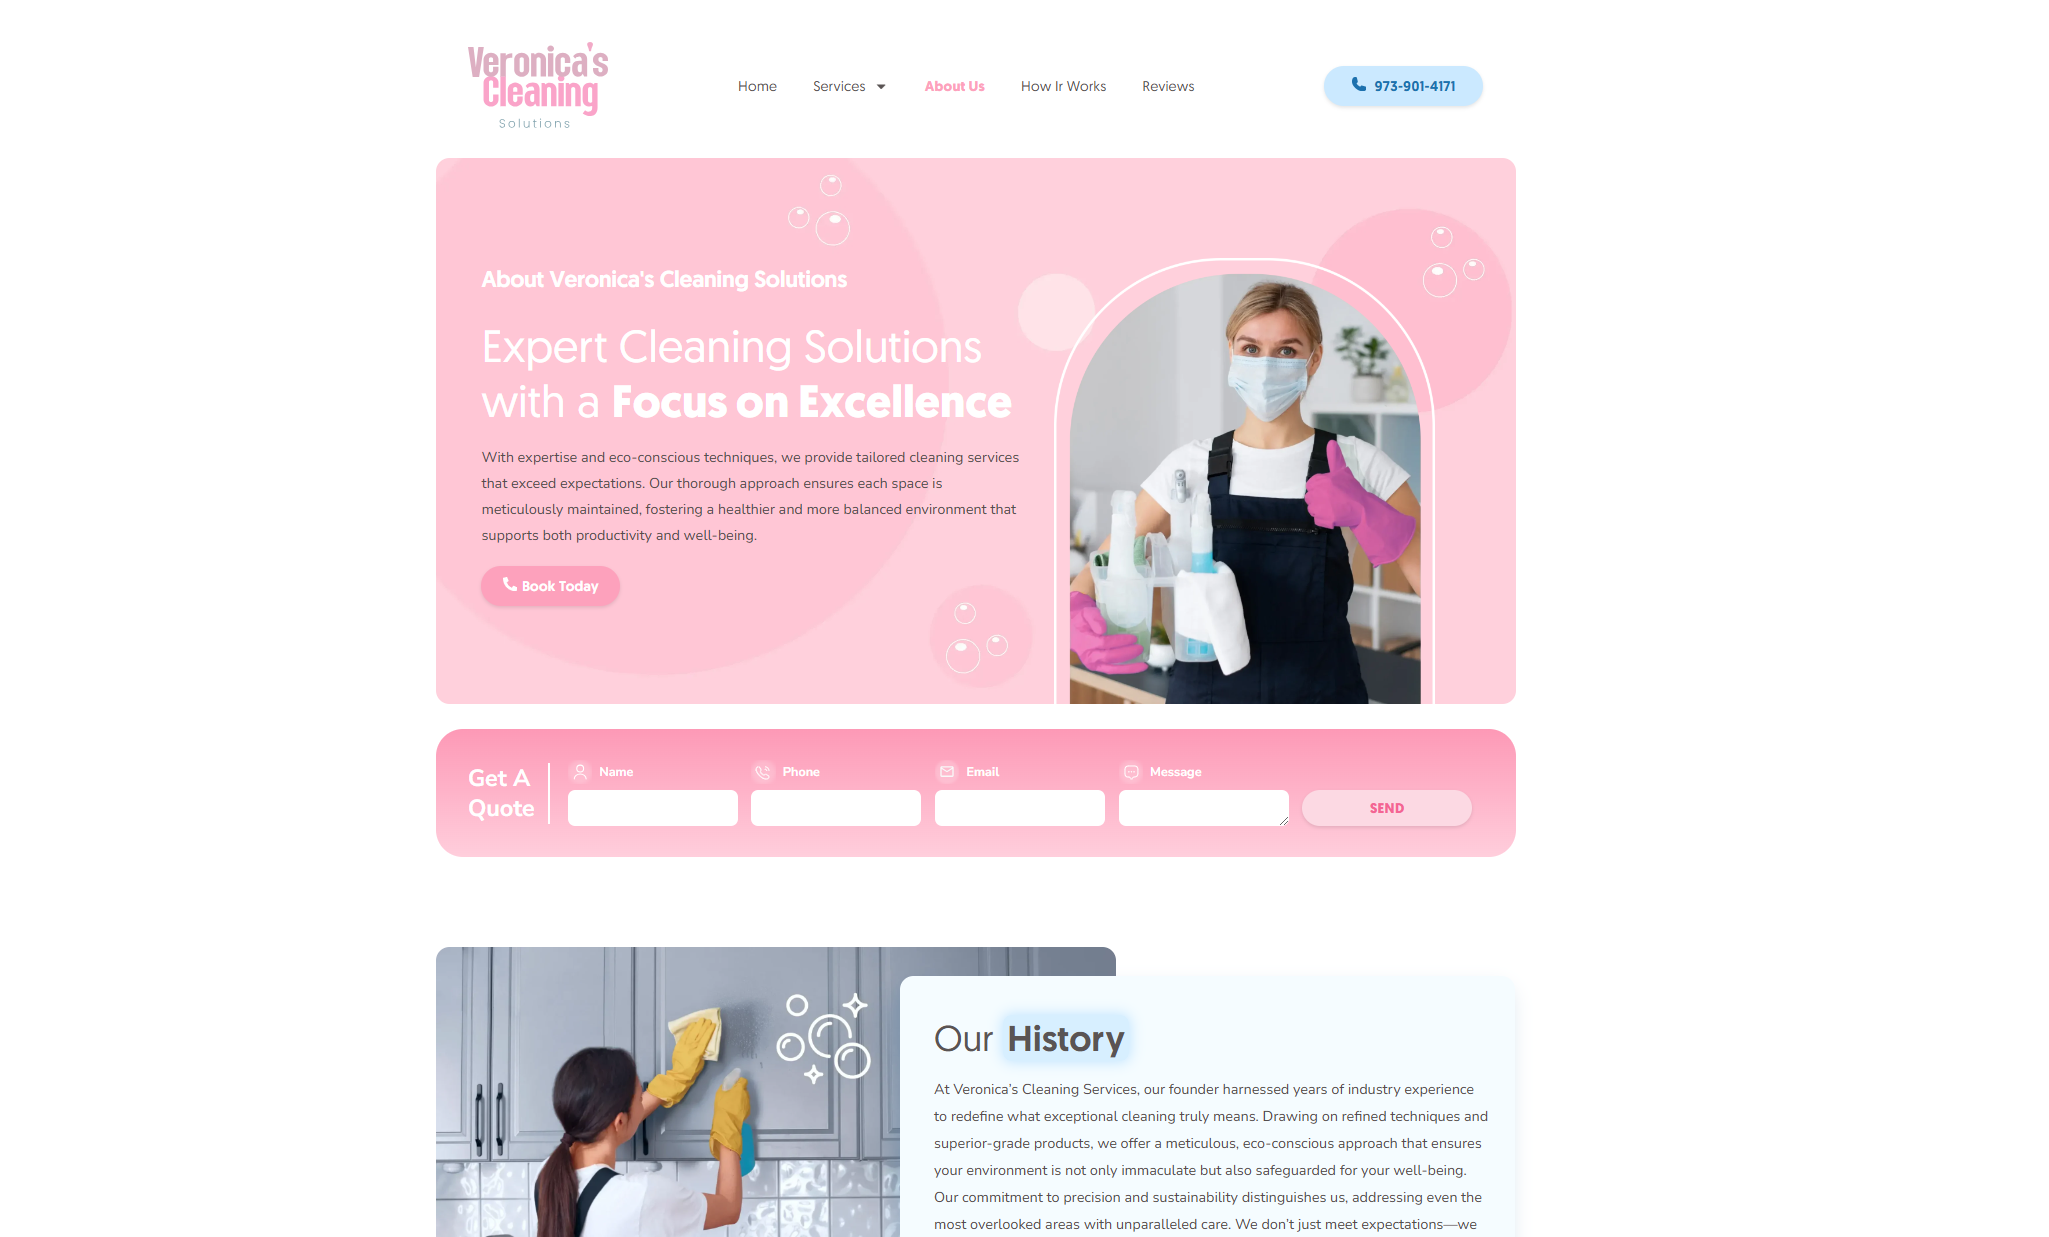 Veronica's
Cleaning
Solutions
Home
Services
About Us
How Ir Works
Reviews
973-901-4171
About Veronica's Cleaning Solutions
Expert Cleaning Solutions
with a Focus on Excellence
With expertise and eco-conscious techniques, we provide tailored cleaning services
that exceed expectations. Our thorough approach ensures each space is
meticulously maintained, fostering a healthier and more balanced environment that
supports both productivity and well-being.
Book Today
Get A
Quote
Name
Phone
Email
Message
SEND
Our History
At Veronica’s Cleaning Services, our founder harnessed years of industry experience
to redefine what exceptional cleaning truly means. Drawing on refined techniques and
superior-grade products, we offer a meticulous, eco-conscious approach that ensures
your environment is not only immaculate but also safeguarded for your well-being.
Our commitment to precision and sustainability distinguishes us, addressing even the
most overlooked areas with unparalleled care. We don’t just meet expectations—we